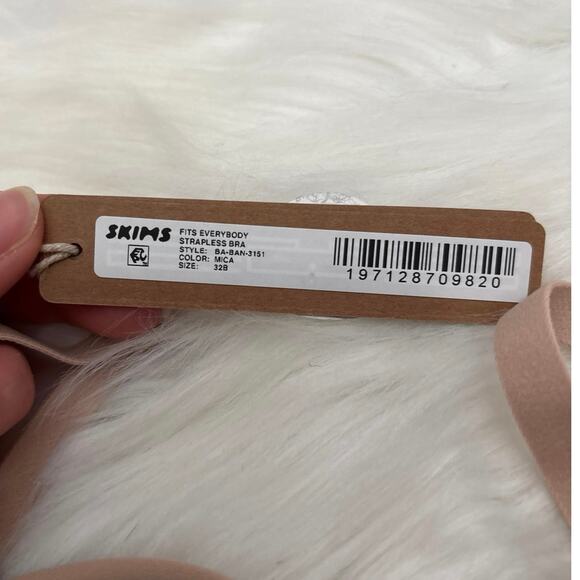 SKIMS
FITS EVERYBODY
STRAPLESS BRA
STYLE: BA-BAN-3151
COLOR: MICA
SIZE: 32B
197128709820